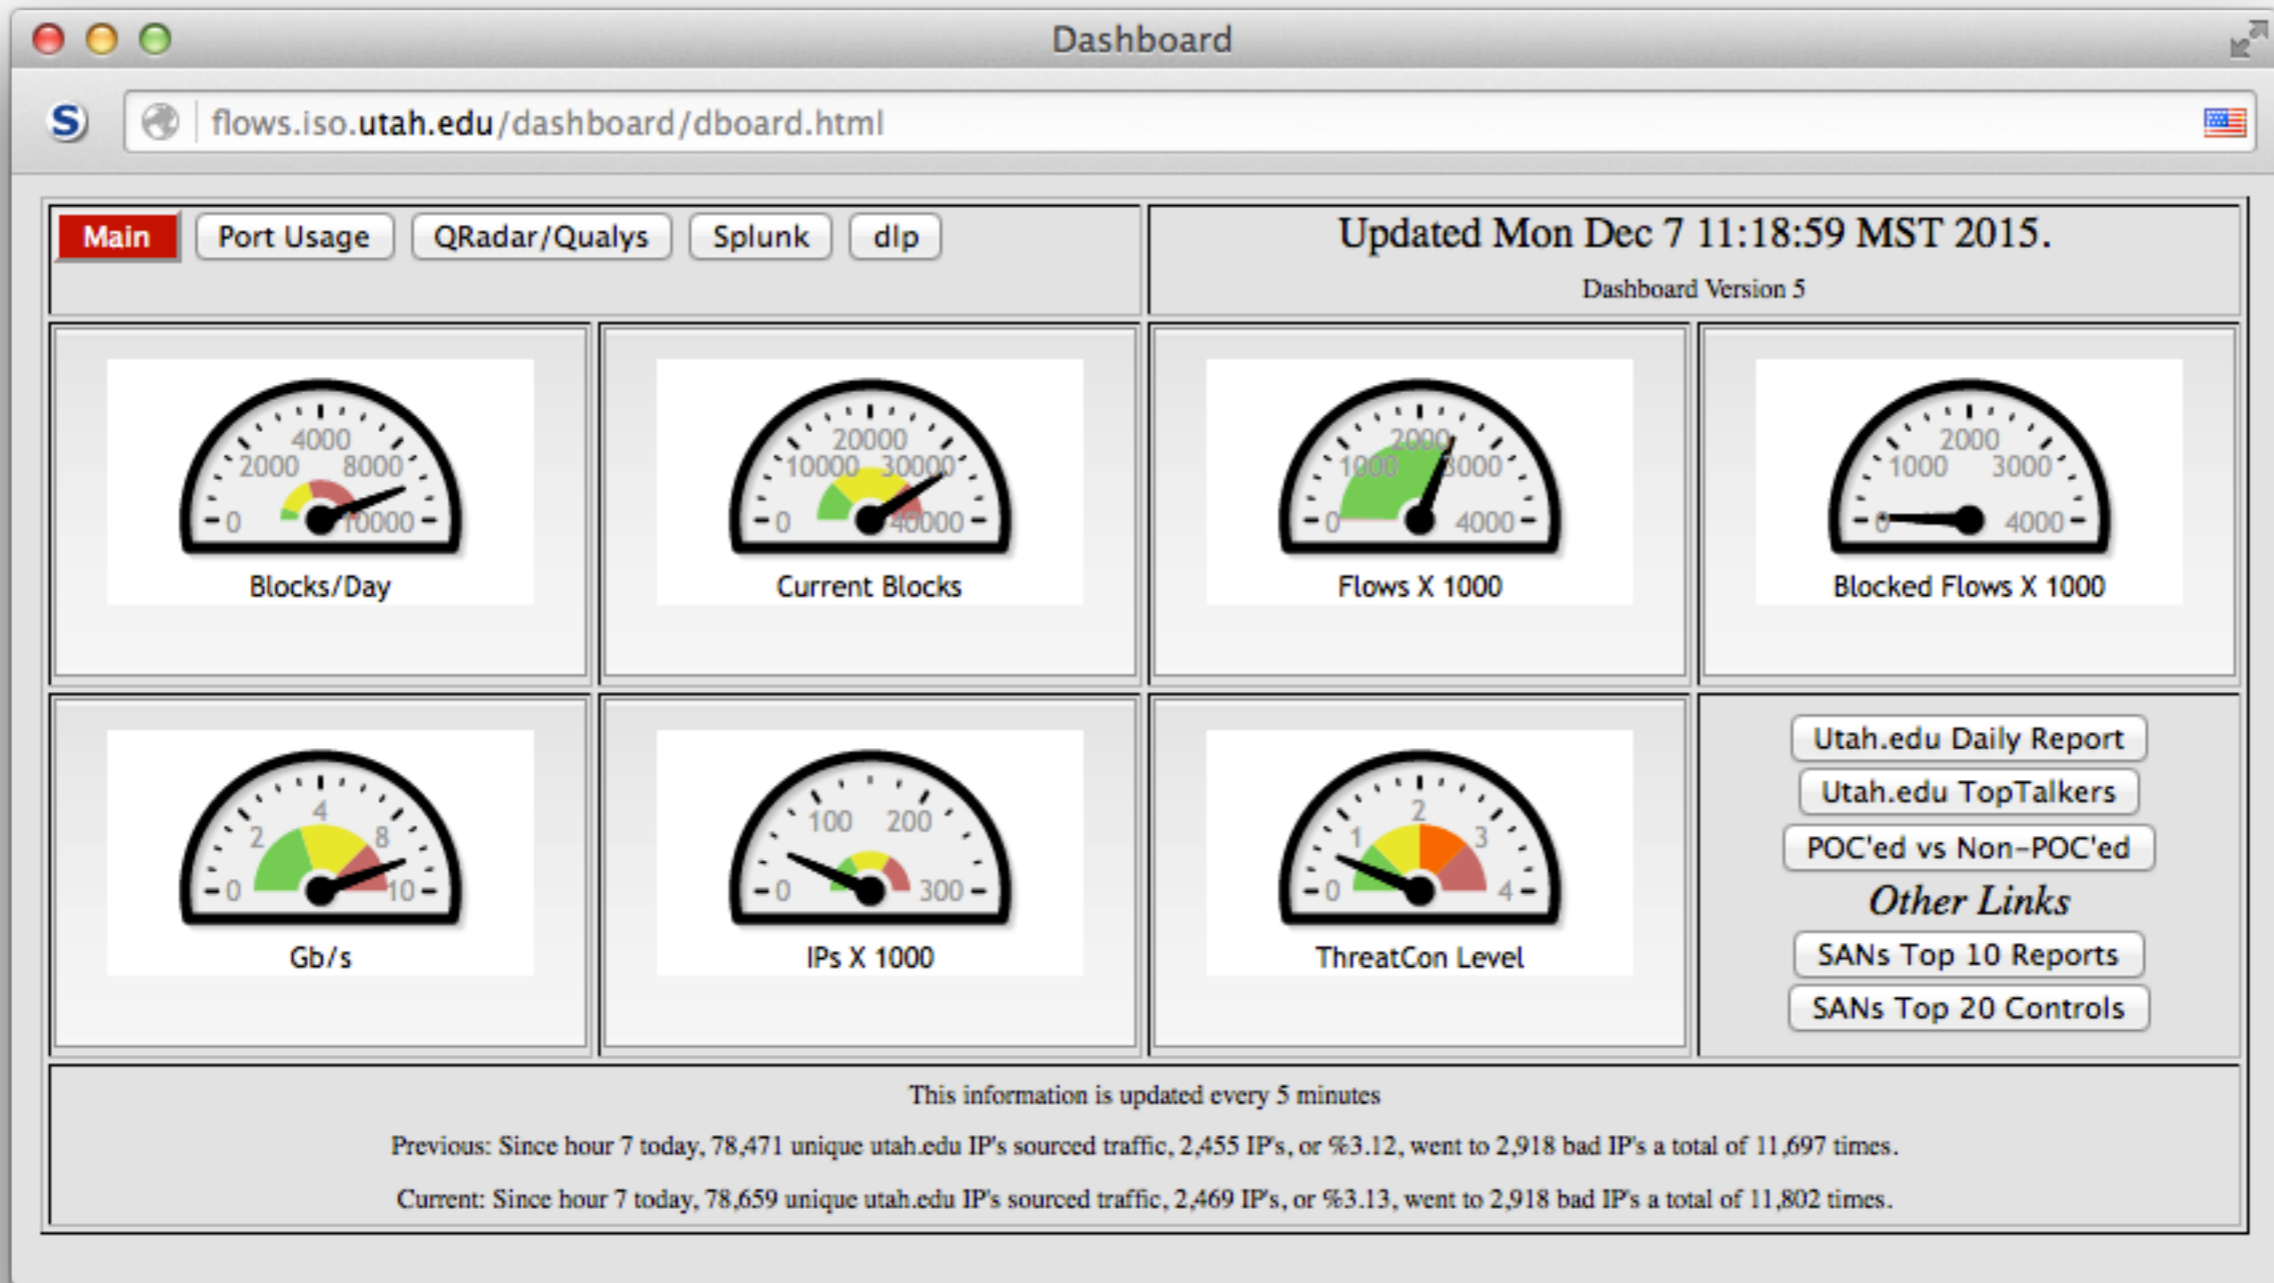 Dashboard
S
flows.iso.utah.edu/dashboard/dboard.html
Main Port Usage QRadar/Qualys Splunk dlp
Updated Mon Dec 7 11:18:59 MST 2015.
Dashboard Version 5
0 2000 4000 8000 10000
Blocks/Day
0 10000 20000 30000 40000
Current Blocks
0 1000 2000 3000 4000
Flows X 1000
0 1000 2000 3000 4000
Blocked Flows X 1000
0 2 4 8 10
Gb/s
0 100 200 300
IPs X 1000
0 1 2 3 4
ThreatCon Level
Utah.edu Daily Report
Utah.edu TopTalkers
POC'ed vs Non-POC'ed
Other Links
SANs Top 10 Reports
SANs Top 20 Controls
This information is updated every 5 minutes
Previous: Since hour 7 today, 78,471 unique utah.edu IP's sourced traffic, 2,455 IP's, or %3.12, went to 2,918 bad IP's a total of 11,697 times.
Current: Since hour 7 today, 78,659 unique utah.edu IP's sourced traffic, 2,469 IP's, or %3.13, went to 2,918 bad IP's a total of 11,802 times.